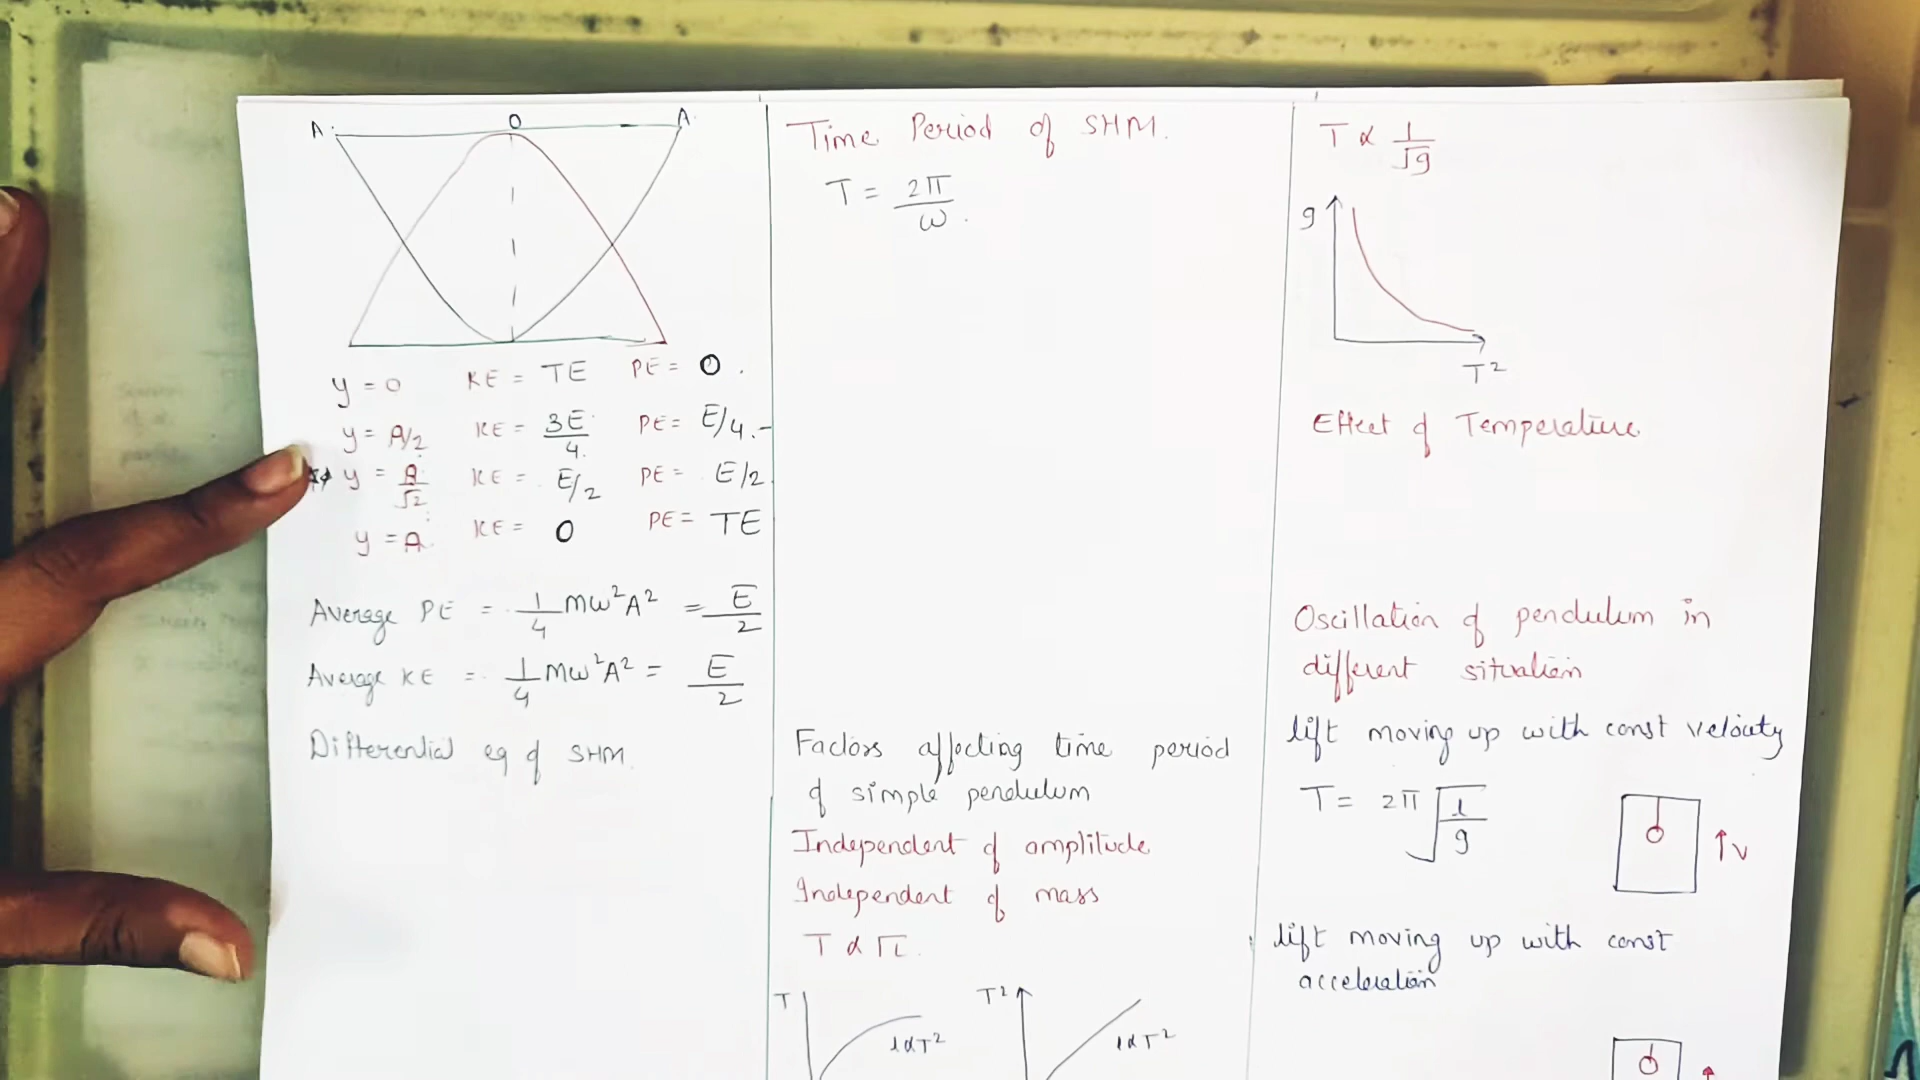 A. O A.
y = 0 KE = TE PE = 0.
y = A/2 KE = 3E/4. PE = E/4.
y = A/√2 KE = E/2 PE = E/2
y = A. KE = 0 PE = TE
Average PE = 1/4 mω²A² = E/2
Average KE = 1/4 mω²A² = E/2
Differential eq of SHM.
Time Period of SHM.
T = 2π/ω.
Factors affecting time period
of simple pendulum
Independent of amplitude
Independent of mass
T ∝ √l.
T
l∝T²
T²
l∝T²
T ∝ 1/√g
g
T²
Effect of Temperature
Oscillation of pendulum in
different situation
lift moving up with const velocity
T = 2π √l/g
↑V
lift moving up with const
acceleration